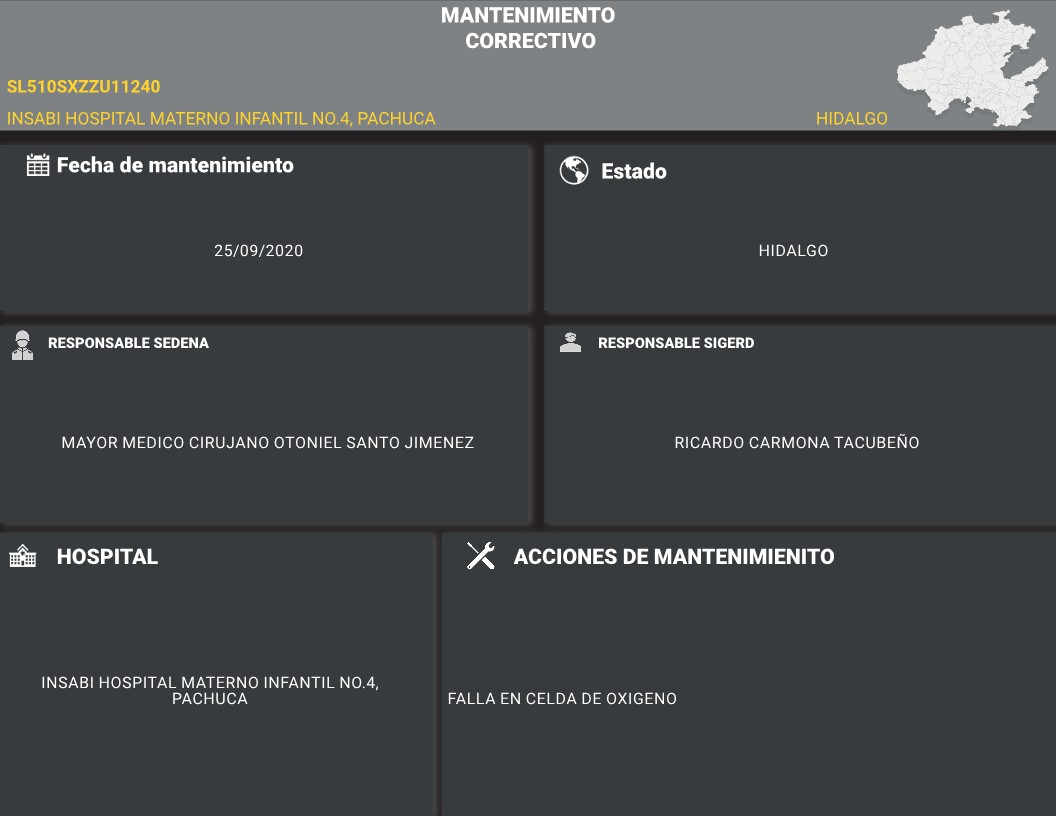 MANTENIMIENTO
CORRECTIVO
SL510SXZZU11240
INSABI HOSPITAL MATERNO INFANTIL NO.4, PACHUCA
HIDALGO
Fecha de mantenimiento
25/09/2020
Estado
HIDALGO
RESPONSABLE SEDENA
MAYOR MEDICO CIRUJANO OTONIEL SANTO JIMENEZ
RESPONSABLE SIGERD
RICARDO CARMONA TACUBEÑO
HOSPITAL
INSABI HOSPITAL MATERNO INFANTIL NO.4,
PACHUCA
ACCIONES DE MANTENIMIENITO
FALLA EN CELDA DE OXIGENO